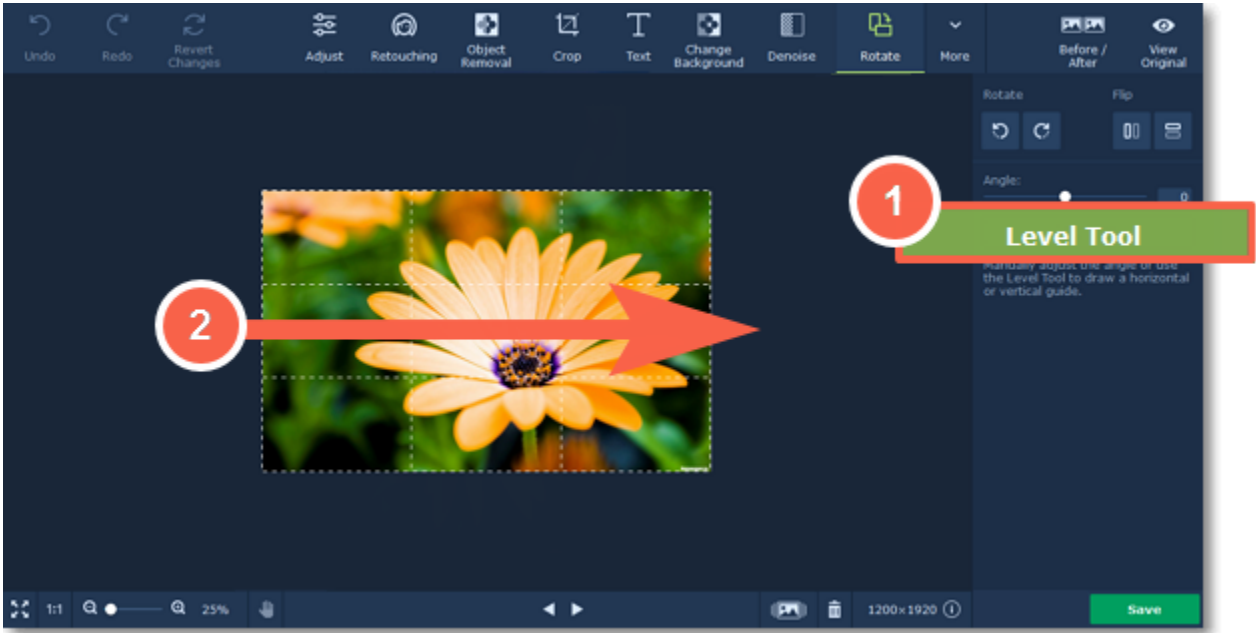 Undo
Redo
Revert
Changes
Adjust
Retouching
Object
Removal
Crop
Text
Change
Background
Denoise
Rotate
More
Before /
After
View
Original
Rotate
Flip
Angle:
0
1
Level Tool
Manually adjust the angle or use
the Level Tool to draw a horizontal
or vertical guide.
2
1:1
25%
1200×1920
Save